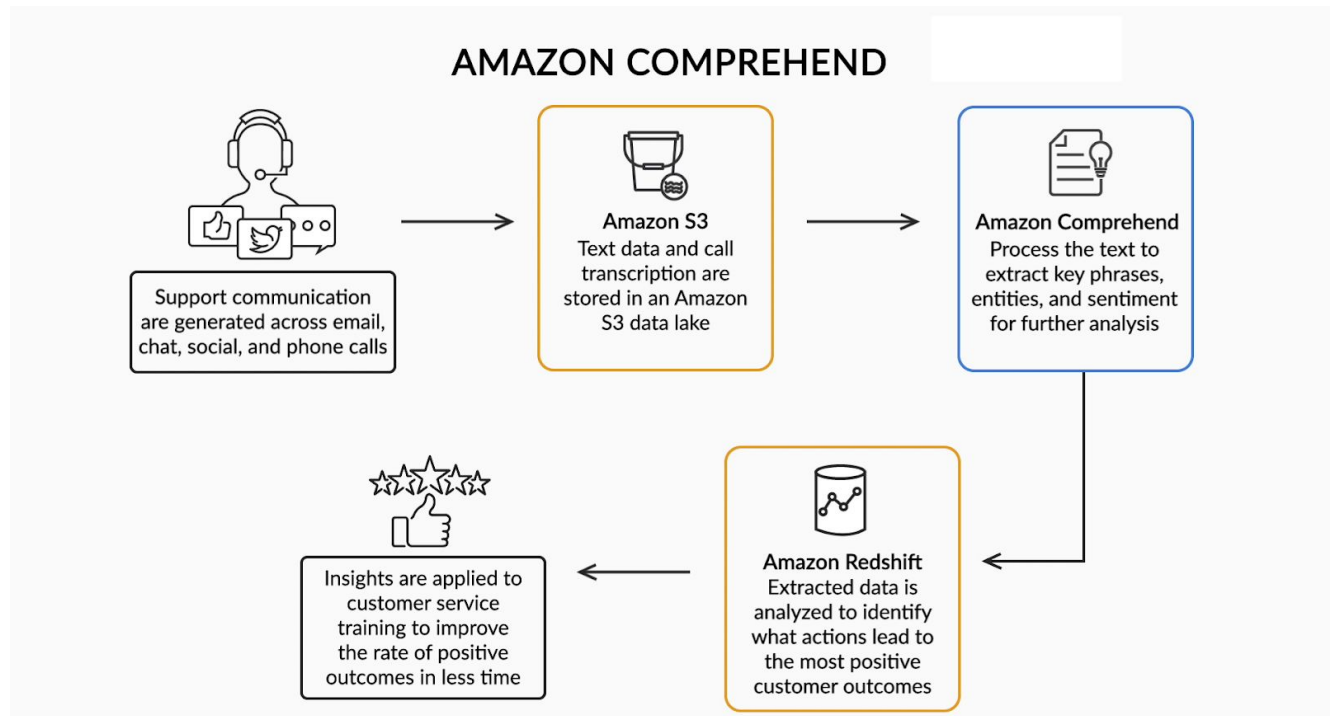 AMAZON COMPREHEND
Support communication
are generated across email,
chat, social, and phone calls
Amazon S3
Text data and call
transcription are
stored in an Amazon
S3 data lake
Amazon Comprehend
Process the text to
extract key phrases,
entities, and sentiment
for further analysis
Amazon Redshift
Extracted data is
analyzed to identify
what actions lead to
the most positive
customer outcomes
Insights are applied to
customer service
training to improve
the rate of positive
outcomes in less time